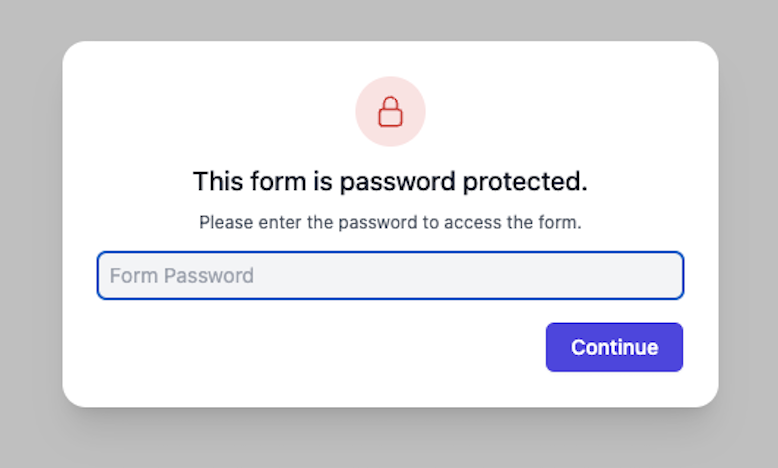 This form is password protected.
Please enter the password to access the form.
Form Password
Continue